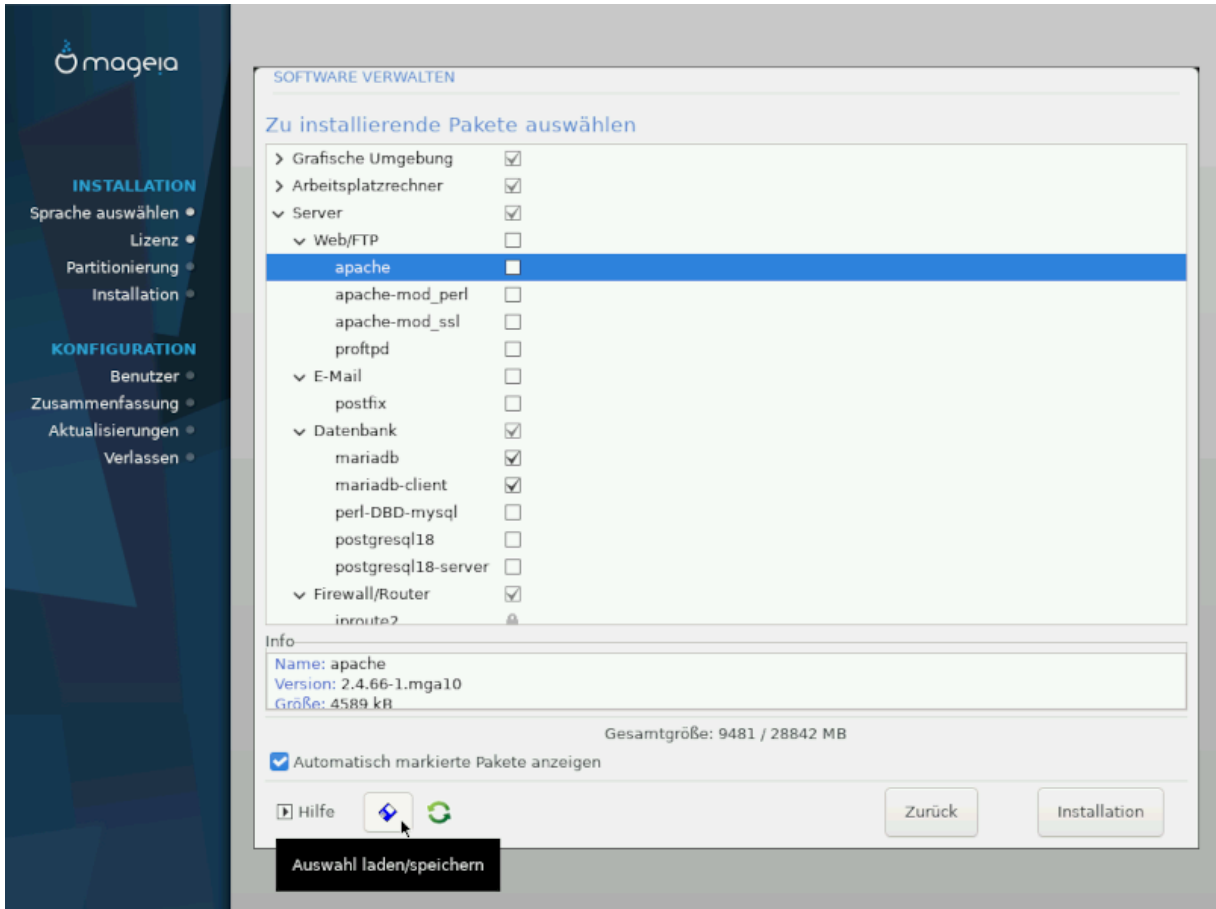 mageia
INSTALLATION
Sprache auswählen
Lizenz
Partitionierung
Installation
KONFIGURATION
Benutzer
Zusammenfassung
Aktualisierungen
Verlassen
SOFTWARE VERWALTEN
Zu installierende Pakete auswählen
Grafische Umgebung
Arbeitsplatzrechner
Server
Web/FTP
apache
apache-mod_perl
apache-mod_ssl
proftpd
E-Mail
postfix
Datenbank
mariadb
mariadb-client
perl-DBD-mysql
postgresql18
postgresql18-server
Firewall/Router
iproute2
Info
Name: apache
Version: 2.4.66-1.mga10
Größe: 4589 kB
Gesamtgröße: 9481 / 28842 MB
Automatisch markierte Pakete anzeigen
Hilfe
Zurück
Installation
Auswahl laden/speichern